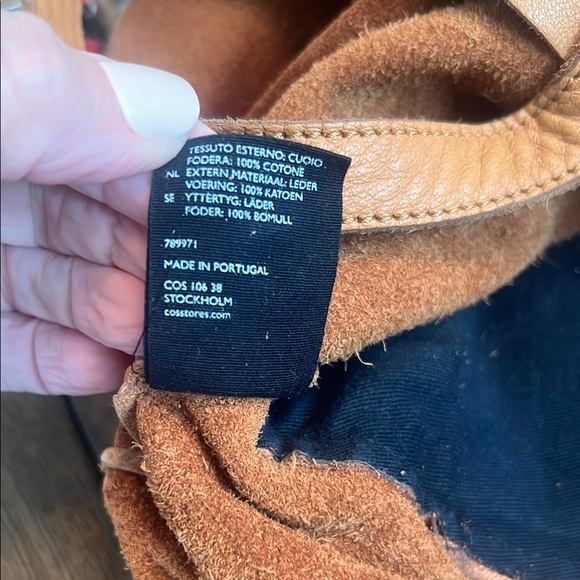 TESSUTO ESTERNO: CUOIO
FODERA: 100% COTONE
NL EXTERN MATERIAAL: LEDER
VOERING: 100% KATOEN
SE YTTERTYG: LÄDER
FODER: 100% BOMULL
789971
MADE IN PORTUGAL
COS 106 38
STOCKHOLM
cosstores.com